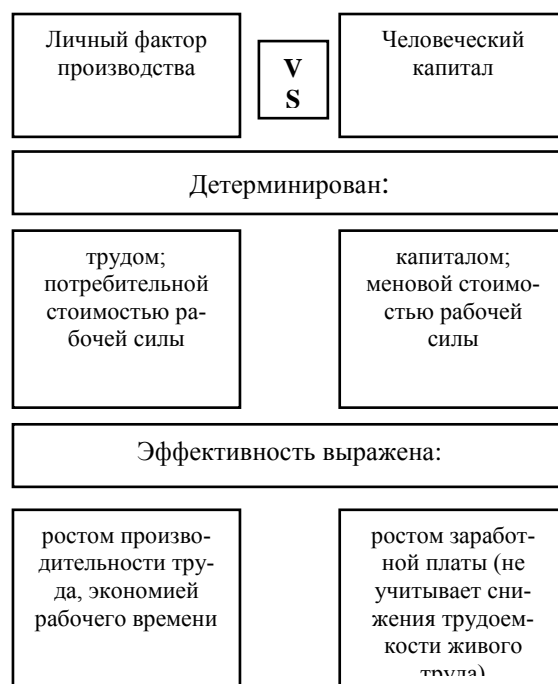 Личный фактор
производства
V
S
Человеческий
капитал
Детерминирован:
трудом;
потребительной
стоимостью ра-
бочей силы
капиталом;
меновой стоимо-
стью рабочей
силы
Эффективность выражена:
ростом произво-
дительности тру-
да, экономией
рабочего времени
ростом заработ-
ной платы (не
учитывает сни-
жения трудоем-
кости живого
труда)